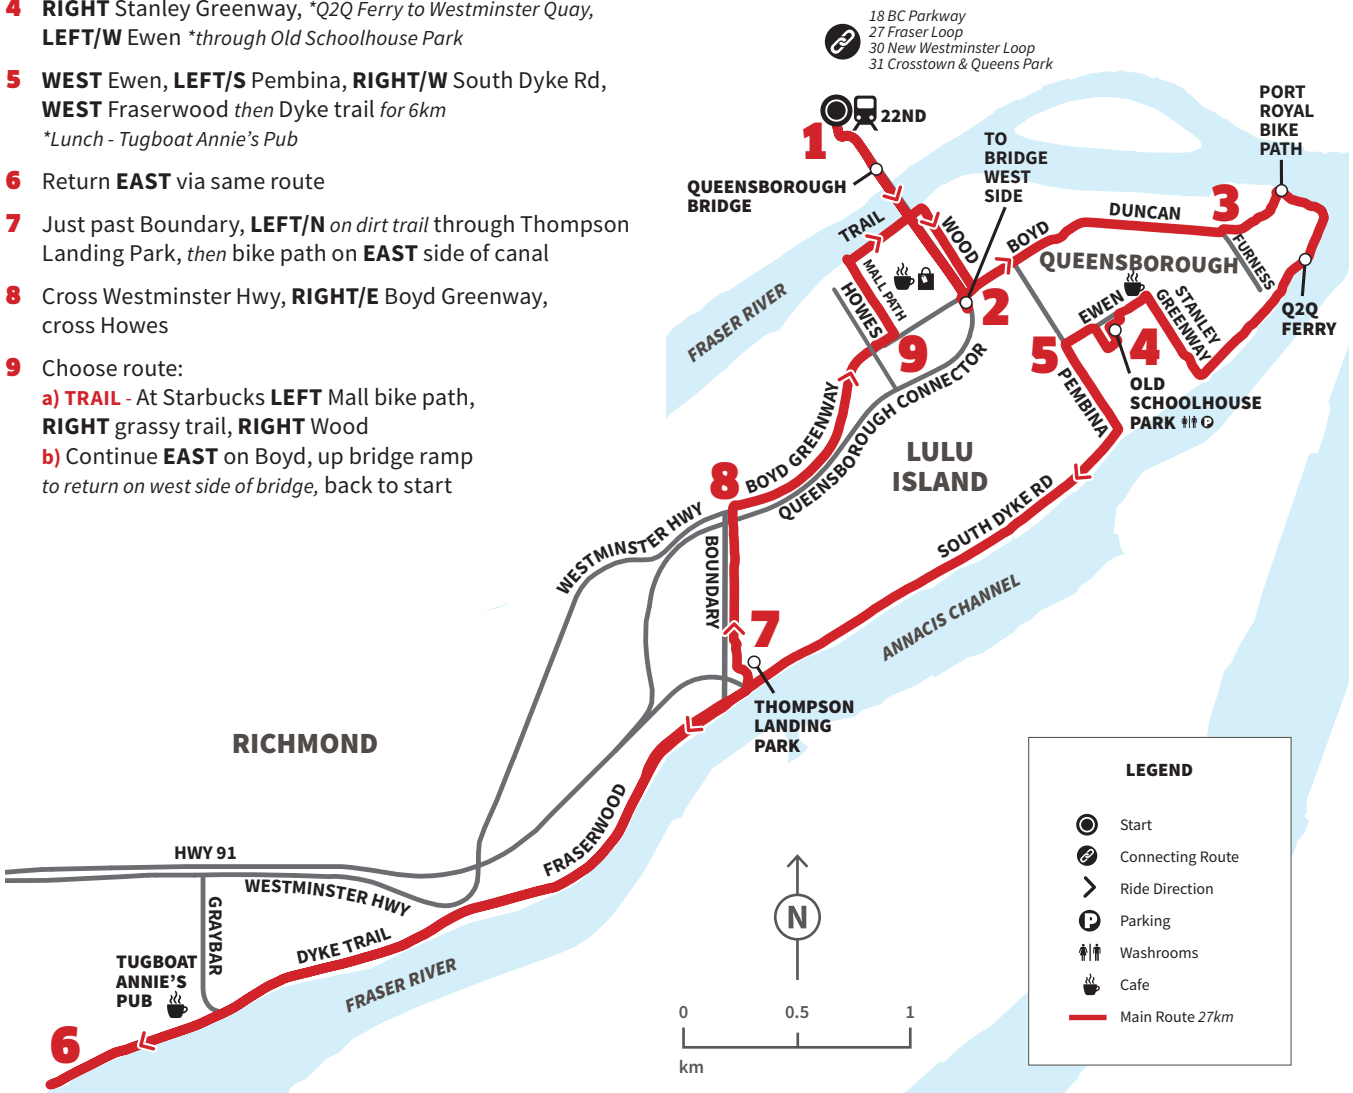 4 RIGHT Stanley Greenway, *Q2Q Ferry to Westminster Quay,
LEFT/W Ewen *through Old Schoolhouse Park
5 WEST Ewen, LEFT/S Pembina, RIGHT/W South Dyke Rd,
WEST Fraserwood then Dyke trail for 6km
*Lunch - Tugboat Annie's Pub
6 Return EAST via same route
7 Just past Boundary, LEFT/N on dirt trail through Thompson
Landing Park, then bike path on EAST side of canal
8 Cross Westminster Hwy, RIGHT/E Boyd Greenway,
cross Howes
9 Choose route:
a) TRAIL - At Starbucks LEFT Mall bike path,
RIGHT grassy trail, RIGHT Wood
b) Continue EAST on Boyd, up bridge ramp
to return on west side of bridge, back to start
18 BC Parkway
27 Fraser Loop
30 New Westminster Loop
31 Crosstown & Queens Park
22ND
1
QUEENSBOROUGH
BRIDGE
TO
BRIDGE
WEST
SIDE
PORT
ROYAL
BIKE
PATH
TRAIL
WOOD
BOYD
DUNCAN
3
FURNESS
QUEENSBOROUGH
MALL PATH
HOWES
2
EWEN
STANLEY
GREENWAY
Q2Q
FERRY
FRASER RIVER
9
5
4
PEMBINA
OLD
SCHOOLHOUSE
PARK P
BOYD GREENWAY
QUEENSBOROUGH CONNECTOR
LULU
ISLAND
8
WESTMINSTER HWY
BOUNDARY
SOUTH DYKE RD
ANNACIS CHANNEL
7
THOMPSON
LANDING
PARK
RICHMOND
FRASERWOOD
HWY 91
WESTMINSTER HWY
GRAYBAR
DYKE TRAIL
FRASER RIVER
TUGBOAT
ANNIE'S
PUB
6
N
0 0.5 1
km
LEGEND
Start
Connecting Route
Ride Direction
P Parking
Washrooms
Cafe
Main Route 27km